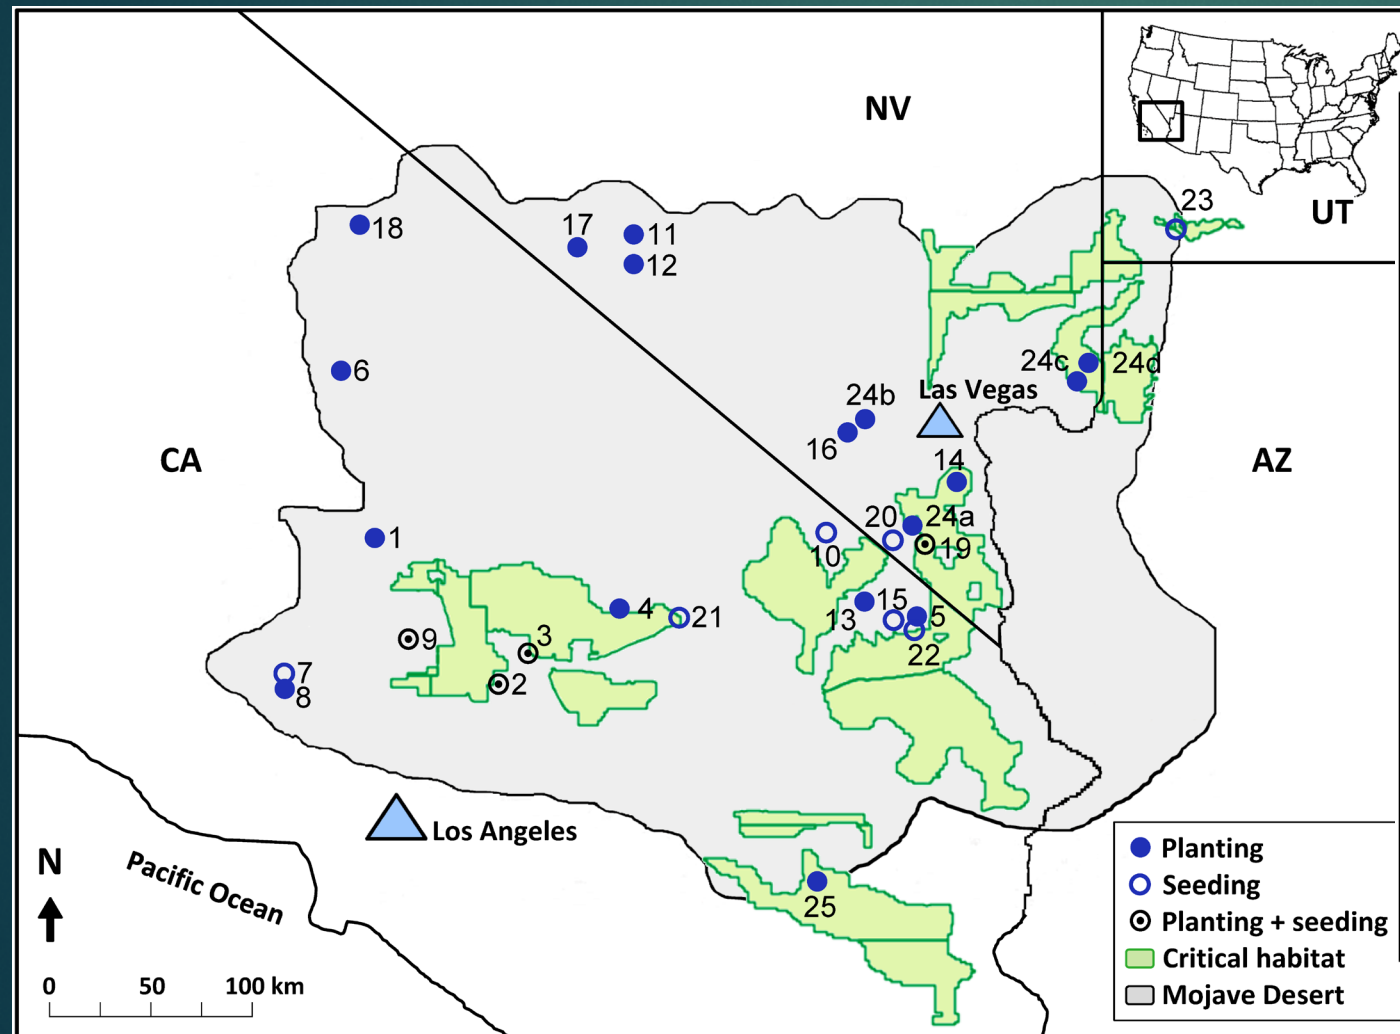 NV
UT
23
18
17
11
12
6
24c
24d
24b
Las Vegas
16
CA
AZ
14
1
20
24a
10
19
4
21
13
15
5
22
9
3
2
7
8
Los Angeles
N
Pacific Ocean
25
0 50 100 km
Planting
Seeding
Planting + seeding
Critical habitat
Mojave Desert